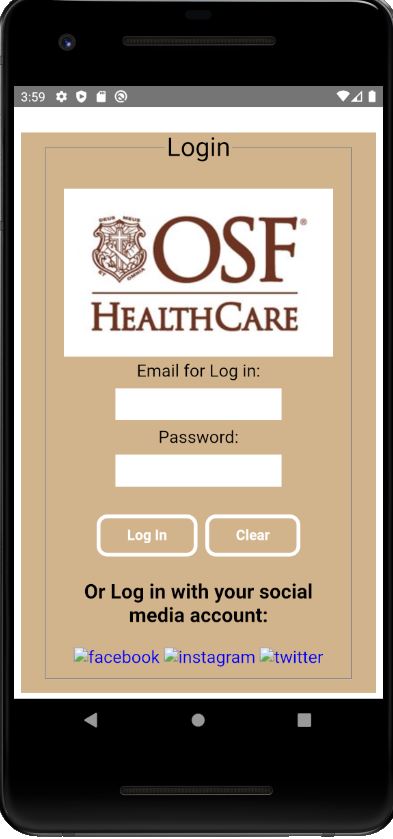 3:59
Login
DEUS MEUS
ET OMNIA
OSF®
HEALTHCARE
Email for Log in:
Password:
Log In Clear
Or Log in with your social
media account:
facebook instagram twitter